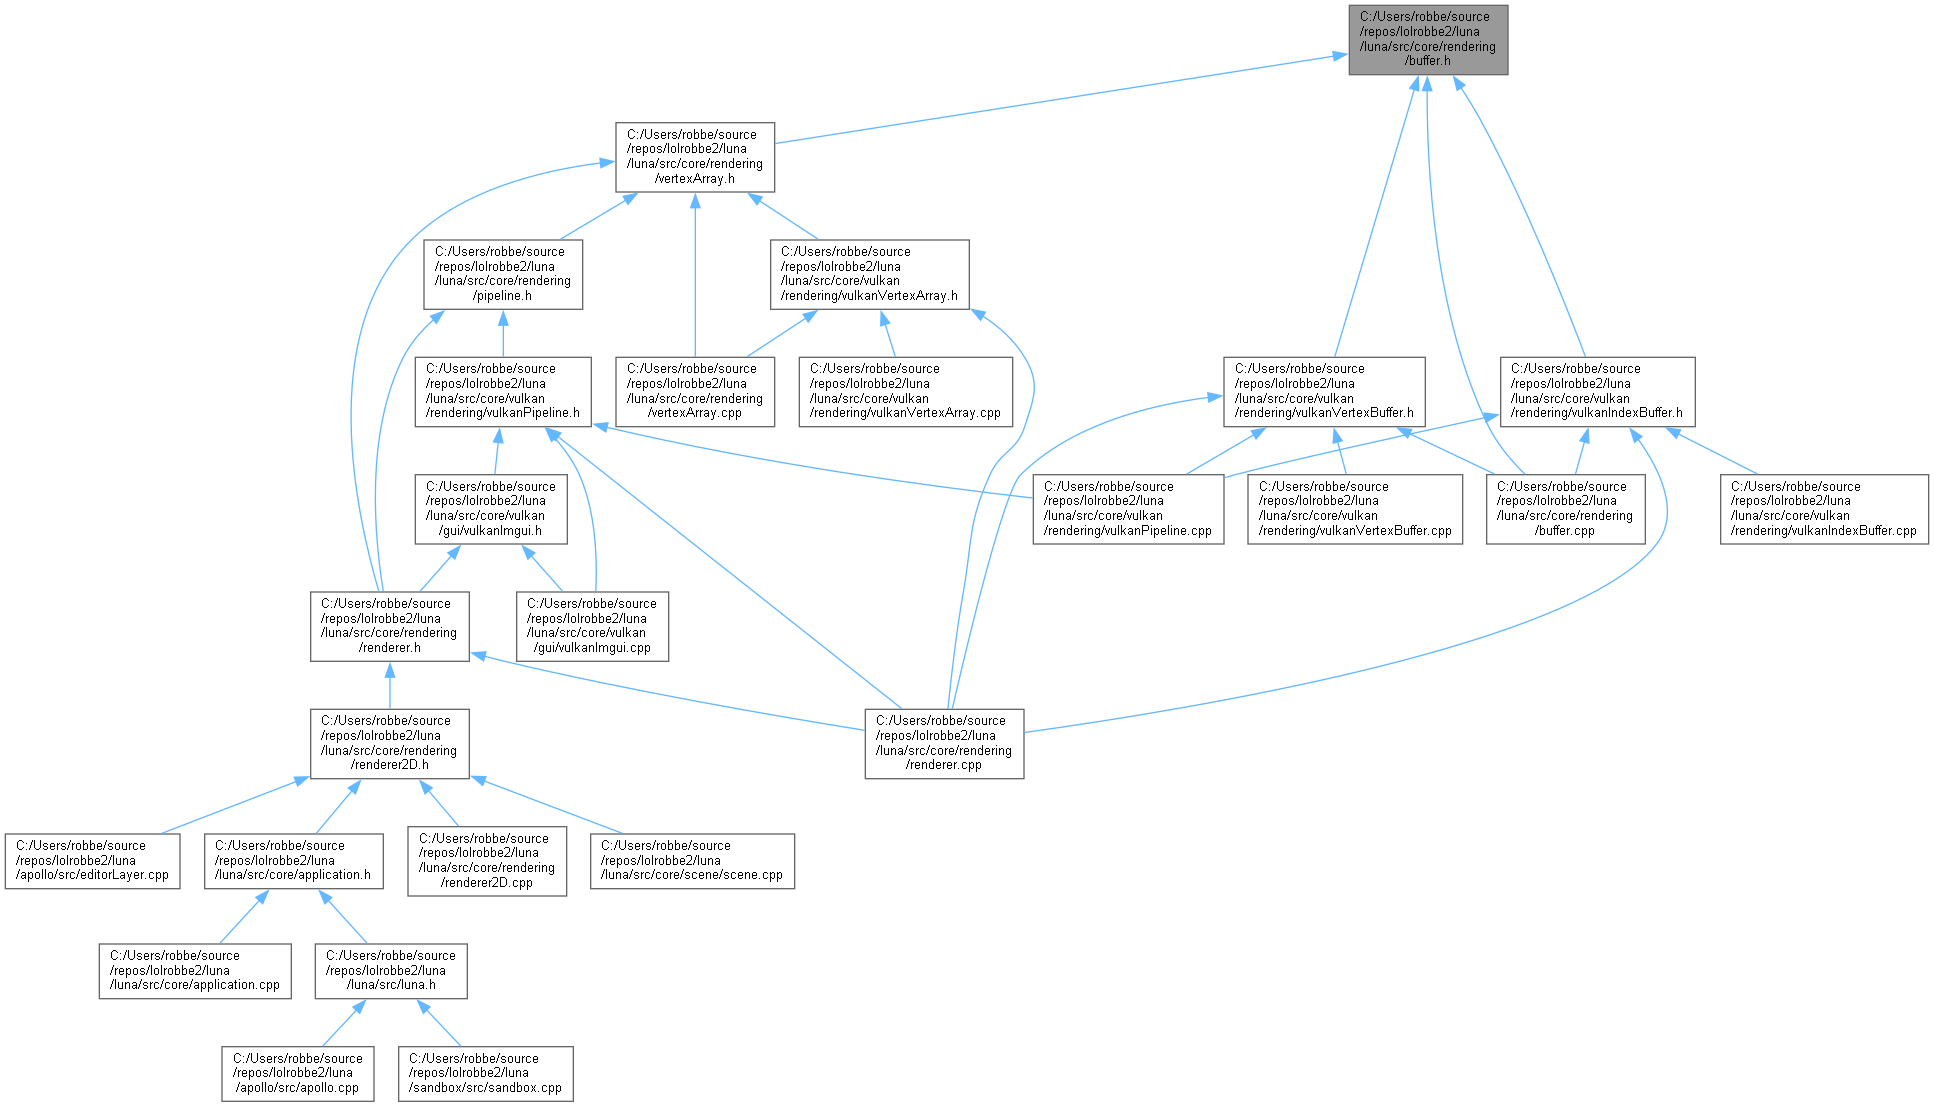 C:/Users/robbe/source
/repos/lolrobbe2/luna
/luna/src/core/rendering
/buffer.h
C:/Users/robbe/source
/repos/lolrobbe2/luna
/luna/src/core/rendering
/vertexArray.h
C:/Users/robbe/source
/repos/lolrobbe2/luna
/luna/src/core/rendering
/pipeline.h
C:/Users/robbe/source
/repos/lolrobbe2/luna
/luna/src/core/vulkan
/rendering/vulkanVertexArray.h
C:/Users/robbe/source
/repos/lolrobbe2/luna
/luna/src/core/vulkan
/rendering/vulkanPipeline.h
C:/Users/robbe/source
/repos/lolrobbe2/luna
/luna/src/core/rendering
/vertexArray.cpp
C:/Users/robbe/source
/repos/lolrobbe2/luna
/luna/src/core/vulkan
/rendering/vulkanVertexArray.cpp
C:/Users/robbe/source
/repos/lolrobbe2/luna
/luna/src/core/vulkan
/rendering/vulkanVertexBuffer.h
C:/Users/robbe/source
/repos/lolrobbe2/luna
/luna/src/core/vulkan
/rendering/vulkanIndexBuffer.h
C:/Users/robbe/source
/repos/lolrobbe2/luna
/luna/src/core/vulkan
/gui/vulkanImgui.h
C:/Users/robbe/source
/repos/lolrobbe2/luna
/luna/src/core/vulkan
/rendering/vulkanPipeline.cpp
C:/Users/robbe/source
/repos/lolrobbe2/luna
/luna/src/core/vulkan
/rendering/vulkanVertexBuffer.cpp
C:/Users/robbe/source
/repos/lolrobbe2/luna
/luna/src/core/rendering
/buffer.cpp
C:/Users/robbe/source
/repos/lolrobbe2/luna
/luna/src/core/vulkan
/rendering/vulkanIndexBuffer.cpp
C:/Users/robbe/source
/repos/lolrobbe2/luna
/luna/src/core/rendering
/renderer.h
C:/Users/robbe/source
/repos/lolrobbe2/luna
/luna/src/core/vulkan
/gui/vulkanImgui.cpp
C:/Users/robbe/source
/repos/lolrobbe2/luna
/luna/src/core/rendering
/renderer2D.h
C:/Users/robbe/source
/repos/lolrobbe2/luna
/luna/src/core/rendering
/renderer.cpp
C:/Users/robbe/source
/repos/lolrobbe2/luna
/apollo/src/editorLayer.cpp
C:/Users/robbe/source
/repos/lolrobbe2/luna
/luna/src/core/application.h
C:/Users/robbe/source
/repos/lolrobbe2/luna
/luna/src/core/rendering
/renderer2D.cpp
C:/Users/robbe/source
/repos/lolrobbe2/luna
/luna/src/core/scene/scene.cpp
C:/Users/robbe/source
/repos/lolrobbe2/luna
/luna/src/core/application.cpp
C:/Users/robbe/source
/repos/lolrobbe2/luna
/luna/src/luna.h
C:/Users/robbe/source
/repos/lolrobbe2/luna
/apollo/src/apollo.cpp
C:/Users/robbe/source
/repos/lolrobbe2/luna
/sandbox/src/sandbox.cpp